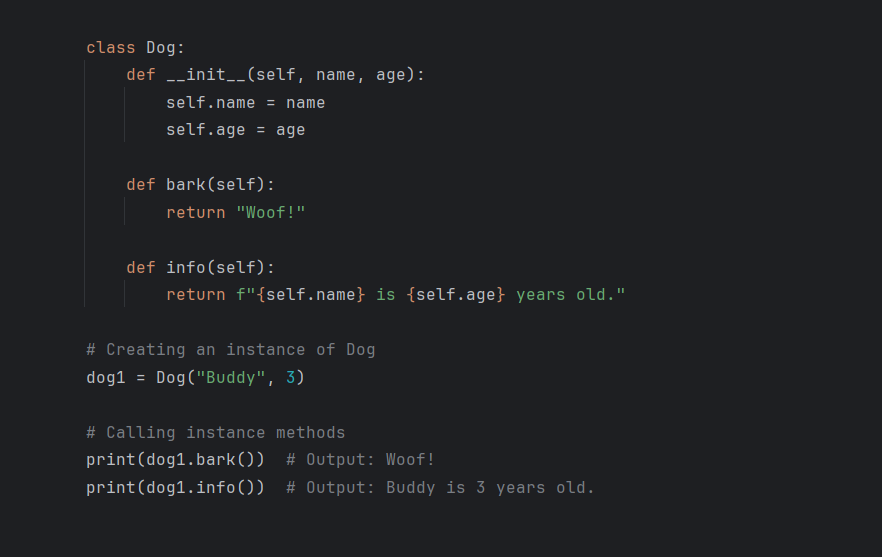 class Dog:
    def __init__(self, name, age):
        self.name = name
        self.age = age

    def bark(self):
        return "Woof!"

    def info(self):
        return f"{self.name} is {self.age} years old."

# Creating an instance of Dog
dog1 = Dog("Buddy", 3)

# Calling instance methods
print(dog1.bark())  # Output: Woof!
print(dog1.info())  # Output: Buddy is 3 years old.